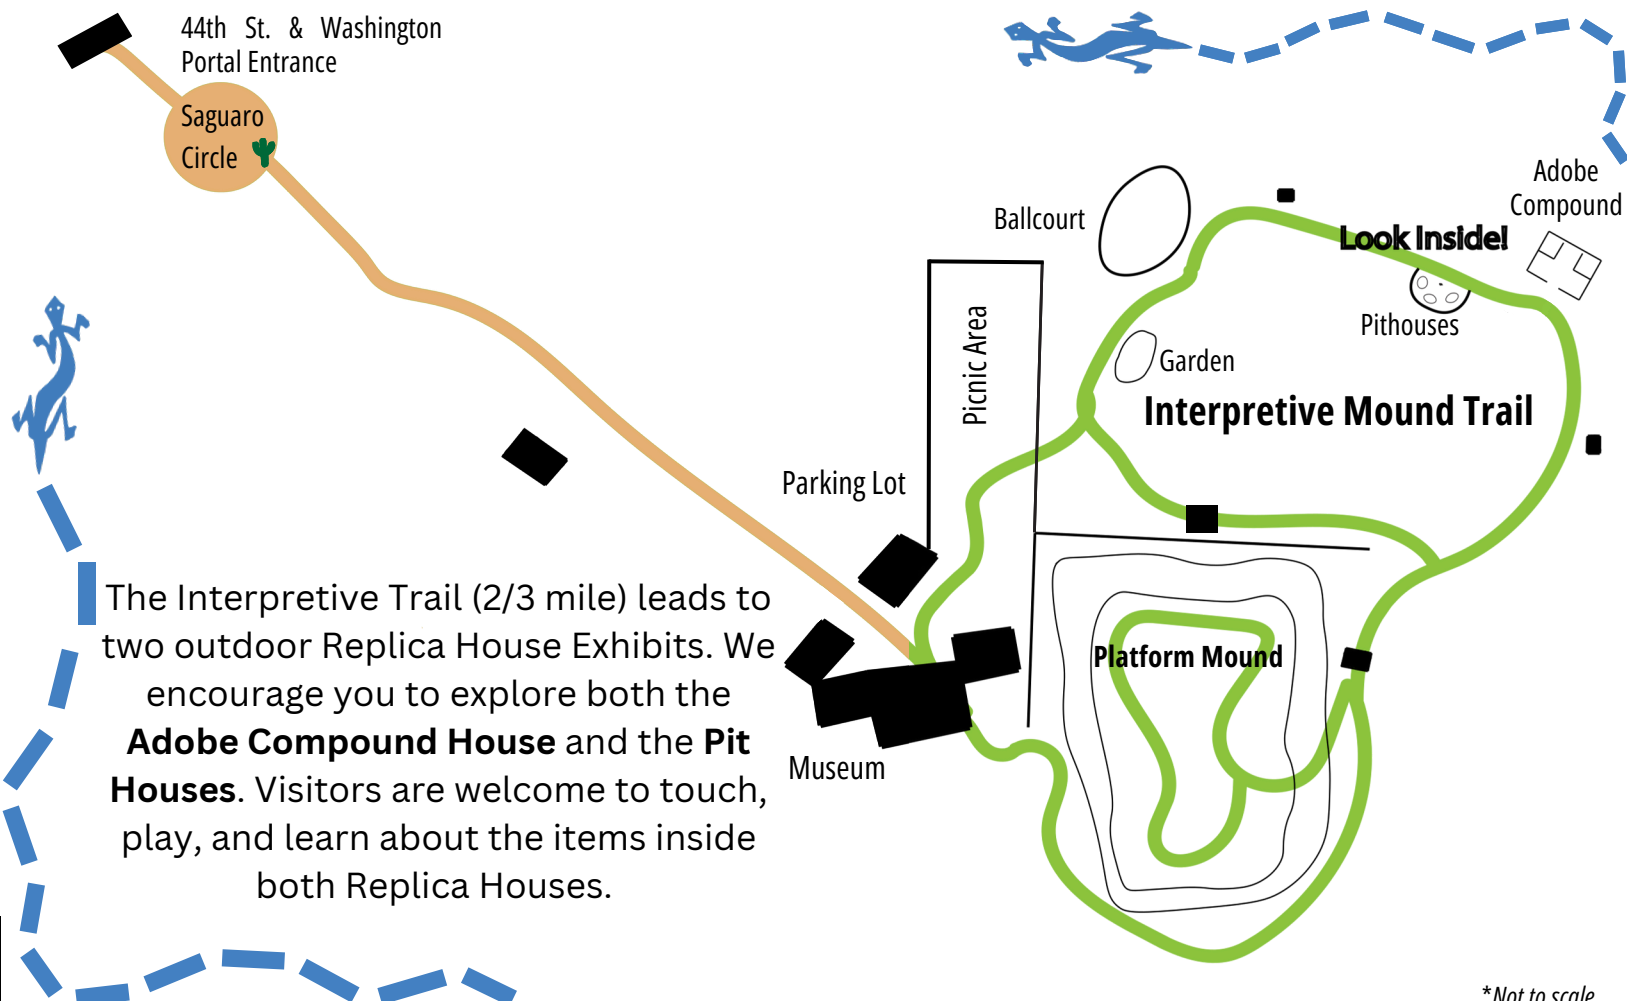 44th St. & Washington
Portal Entrance
Saguaro
Circle
Adobe
Compound
Ballcourt
Look Inside!
Pithouses
Picnic Area
Garden
Interpretive Mound Trail
Parking Lot
The Interpretive Trail (2/3 mile) leads to
two outdoor Replica House Exhibits. We
encourage you to explore both the
Adobe Compound House and the Pit
Houses. Visitors are welcome to touch,
play, and learn about the items inside
both Replica Houses.
Platform Mound
Museum
*Not to scale